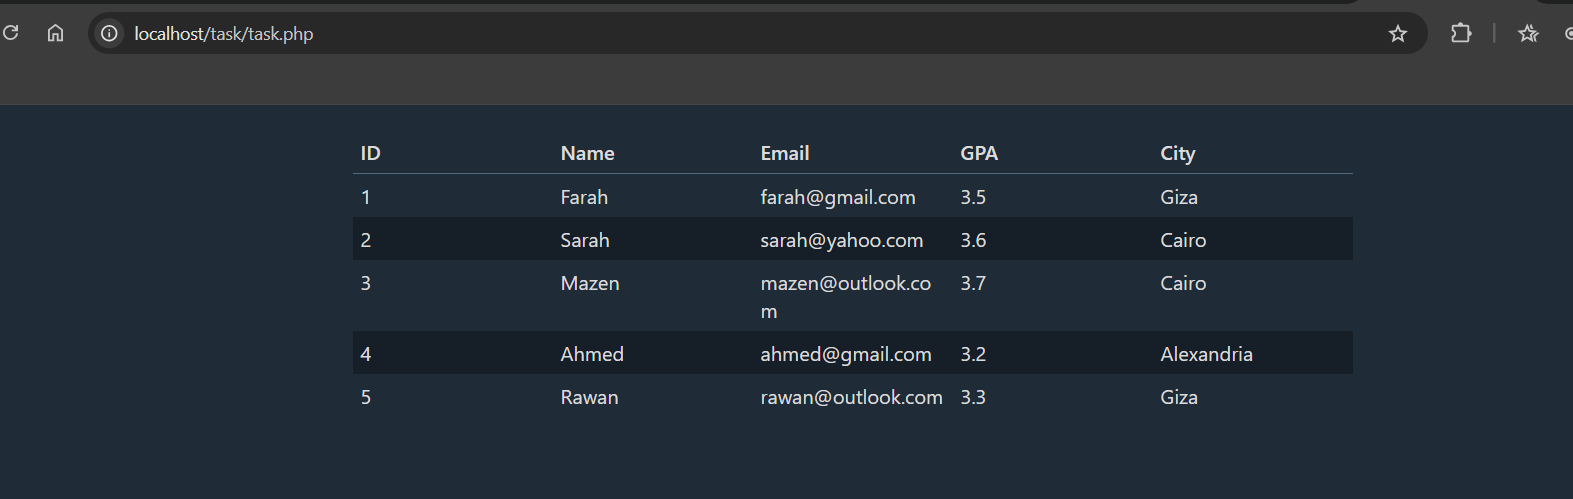 localhost/task/task.php
ID Name Email GPA City
1 Farah farah@gmail.com 3.5 Giza
2 Sarah sarah@yahoo.com 3.6 Cairo
3 Mazen mazen@outlook.co 3.7 Cairo
m
4 Ahmed ahmed@gmail.com 3.2 Alexandria
5 Rawan rawan@outlook.com 3.3 Giza